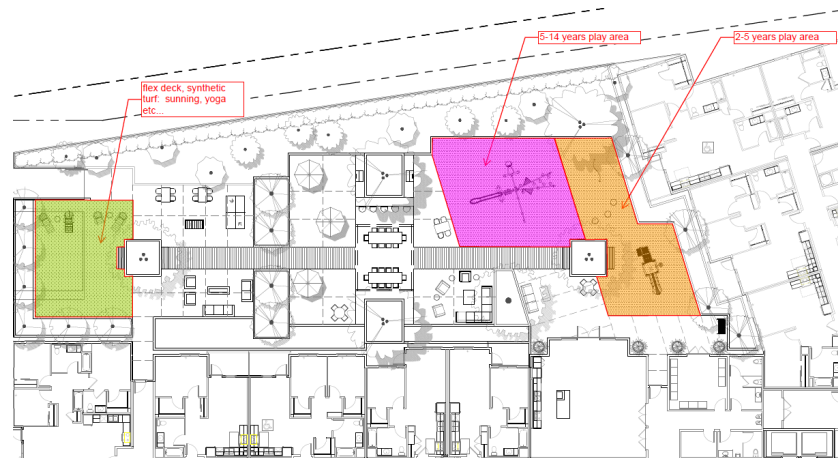 5-14 years play area
2-5 years play area
flex deck, synthetic
turf: sunning, yoga
etc...